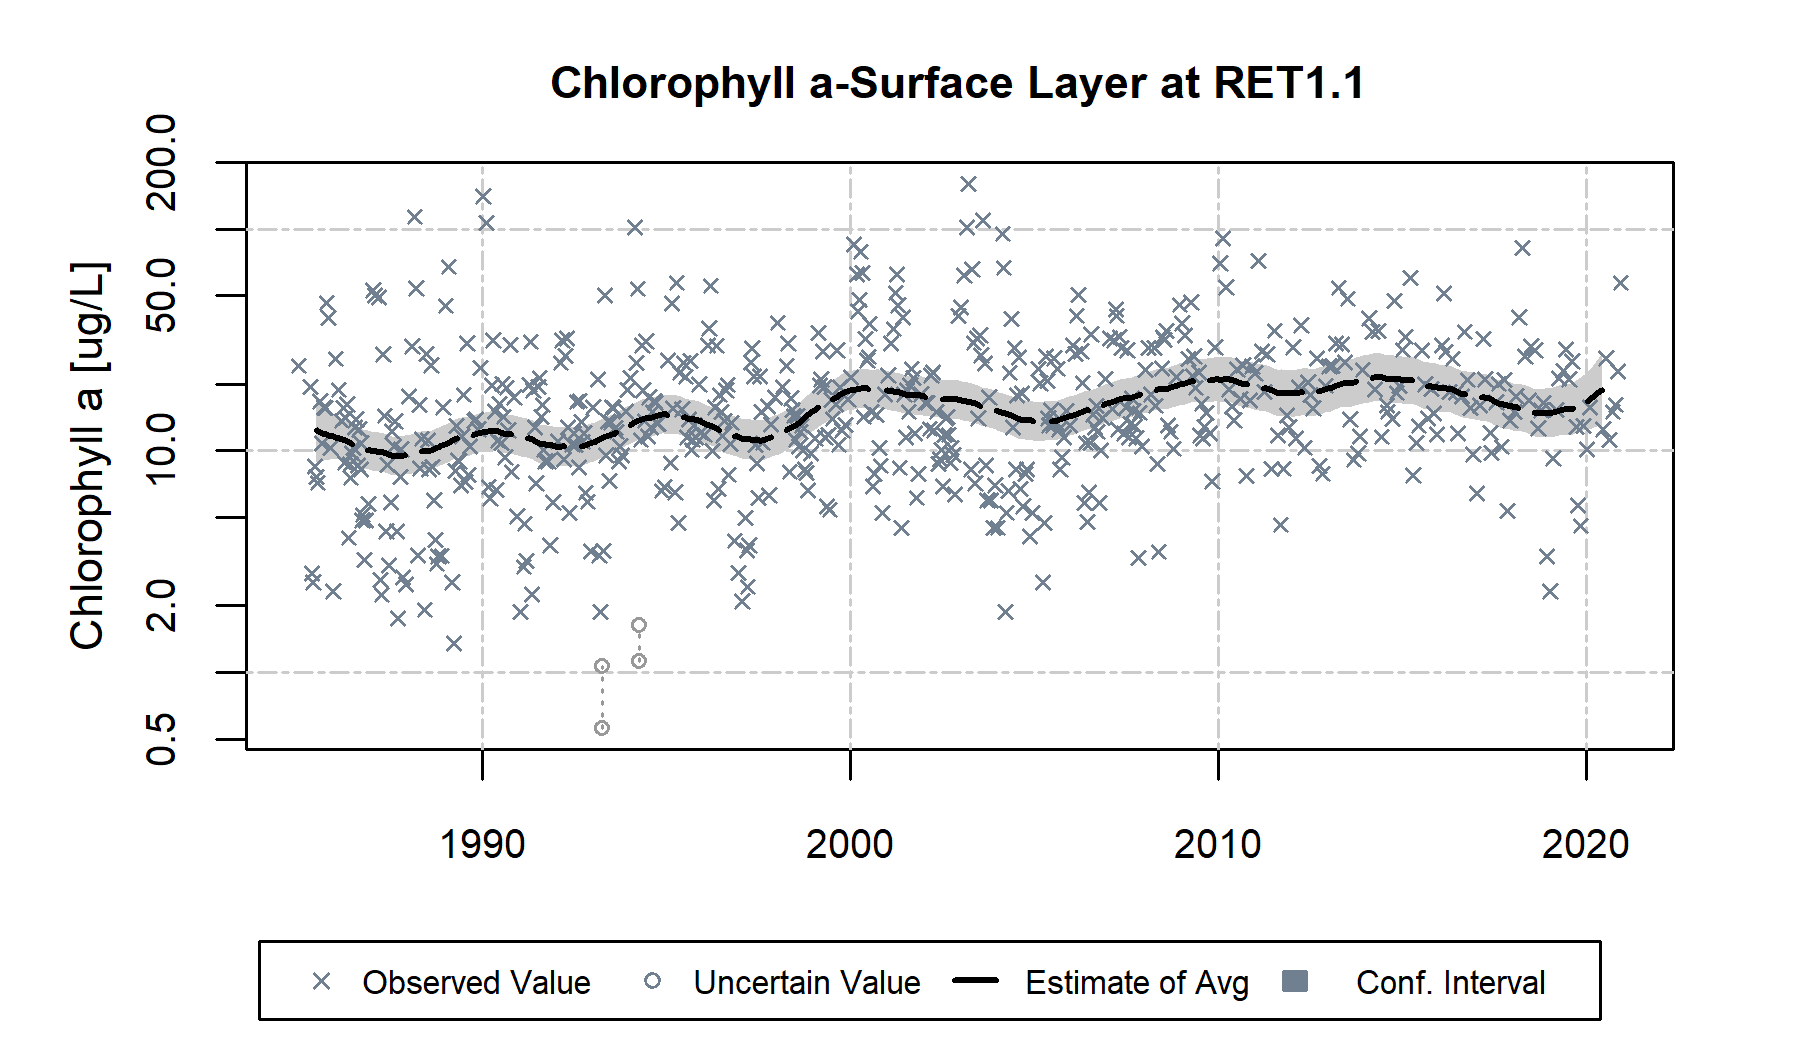 Chlorophyll a-Surface Layer at RET1.1
Chlorophyll a [ug/L]
200.0
50.0
10.0
2.0
0.5
1990 2000 2010 2020
Observed Value Uncertain Value Estimate of Avg Conf. Interval